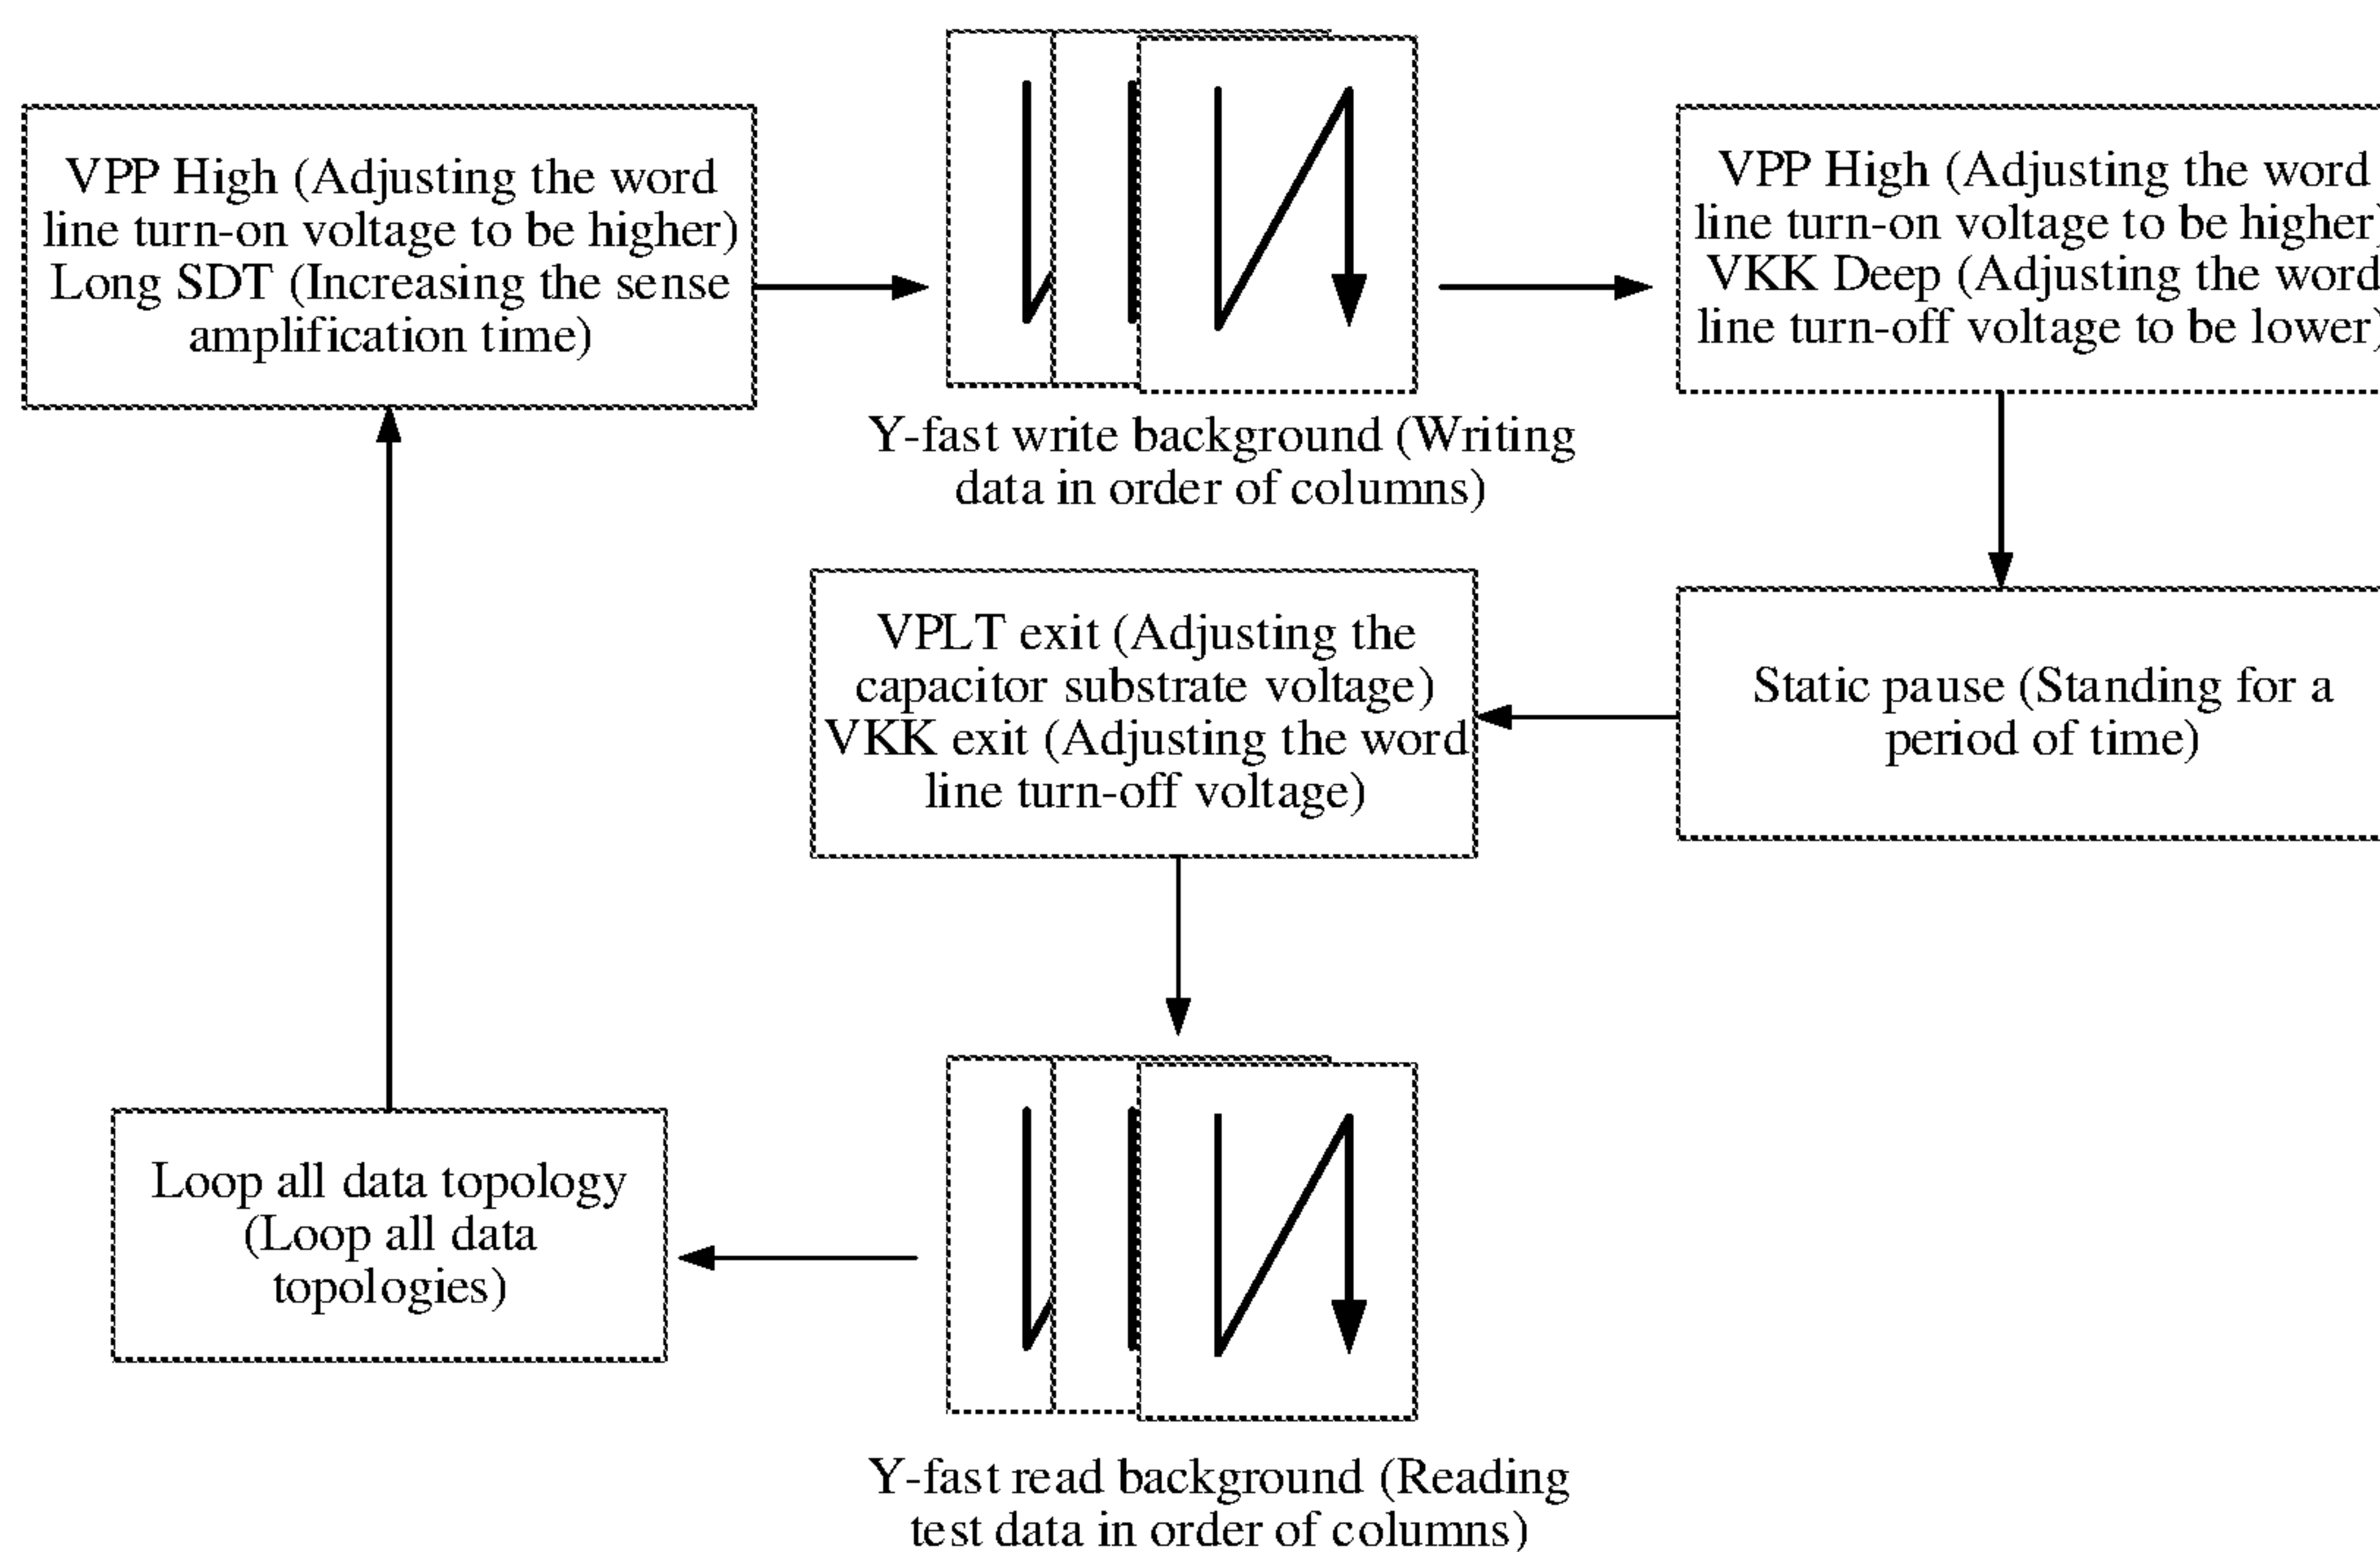 VPP High (Adjusting the word
line turn-on voltage to be higher)
Long SDT (Increasing the sense
amplification time)
Y-fast write background (Writing
data in order of columns)
VPP High (Adjusting the word
line turn-on voltage to be higher)
VKK Deep (Adjusting the word
line turn-off voltage to be lower)
Static pause (Standing for a
period of time)
VPLT exit (Adjusting the
capacitor substrate voltage)
VKK exit (Adjusting the word
line turn-off voltage)
Y-fast read background (Reading
test data in order of columns)
Loop all data topology
(Loop all data
topologies)